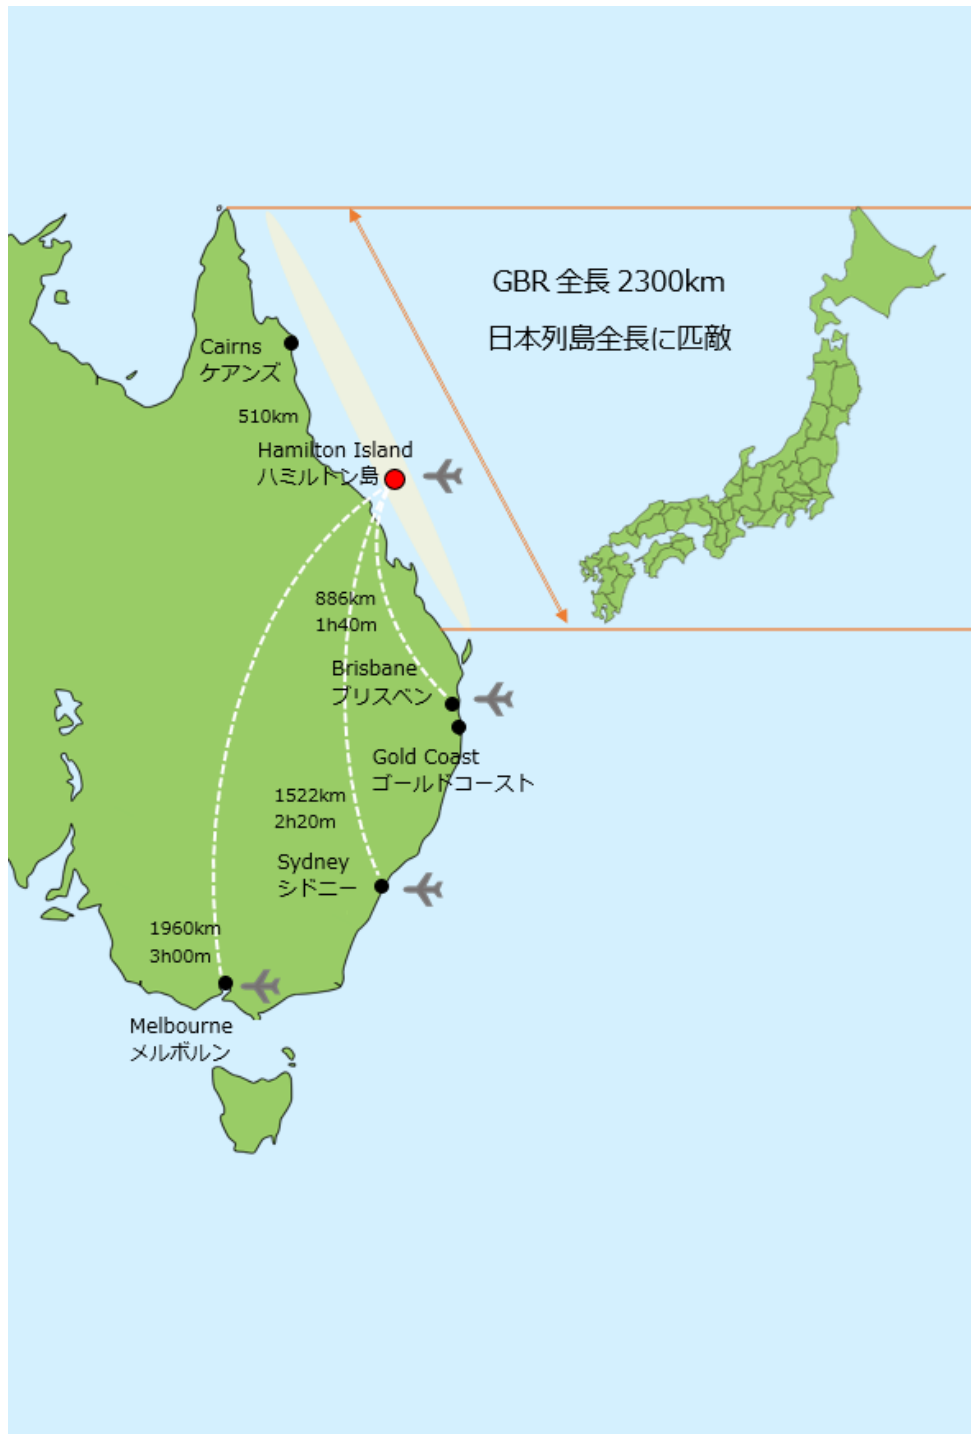 GBR 全長 2300km
日本列島全長に匹敵
Cairns
ケアンズ
510km
Hamilton Island
ハミルトン島
886km
1h40m
Brisbane
ブリスベン
Gold Coast
ゴールドコースト
1522km
2h20m
Sydney
シドニー
1960km
3h00m
Melbourne
メルボルン